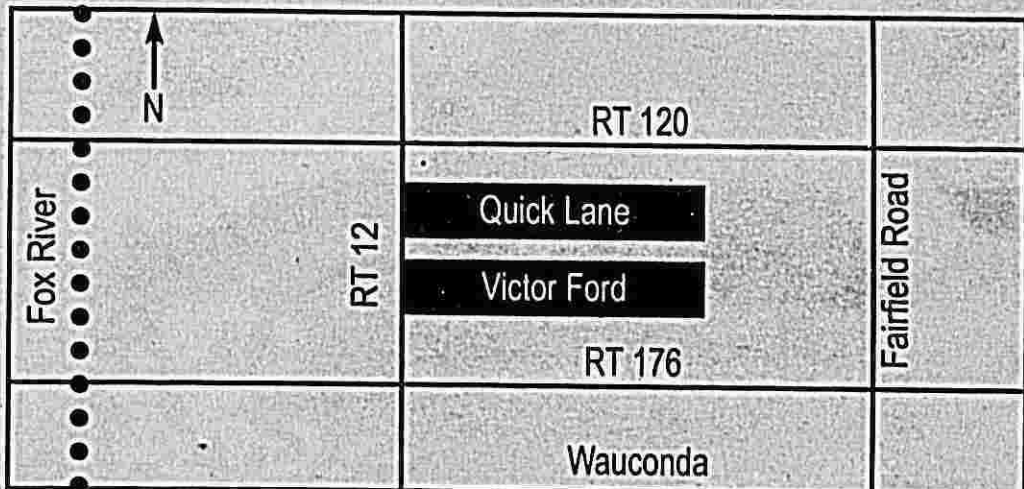 N
RT 120
Quick Lane
Fox River
RT 12
Victor Ford
Fairfield Road
RT 176
Wauconda